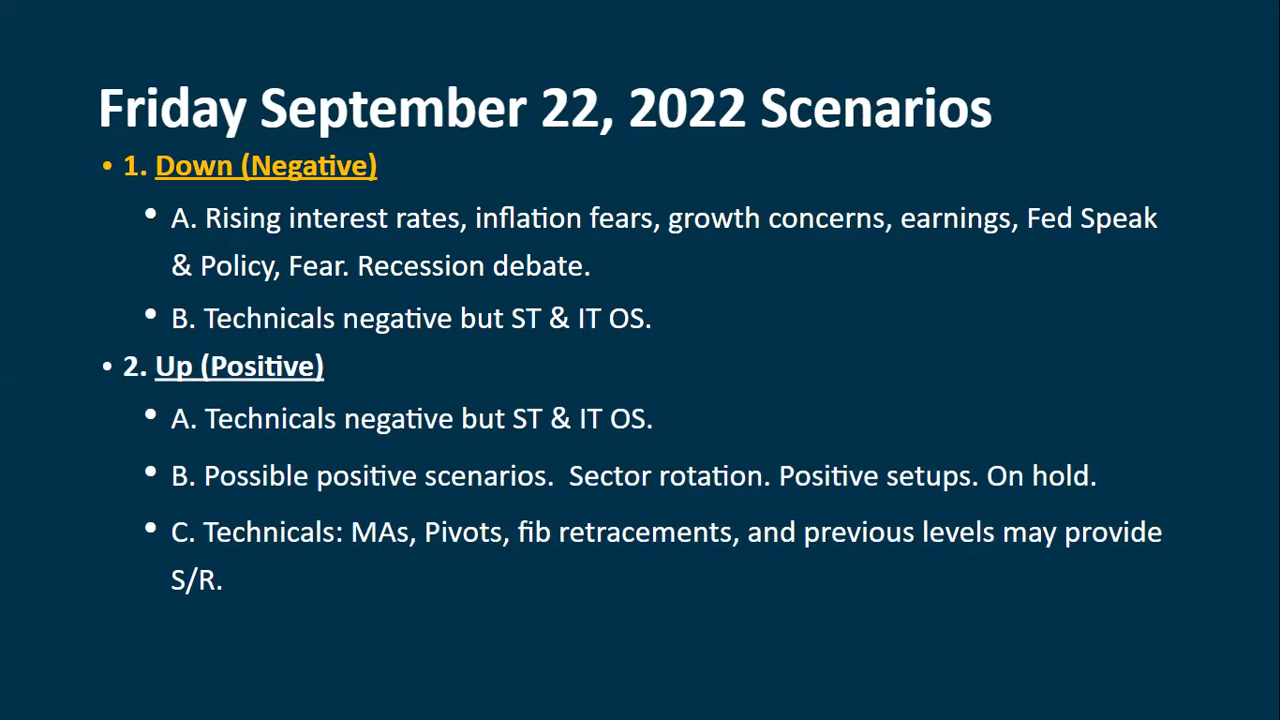 Friday September 22, 2022 Scenarios
• 1. Down (Negative)
• A. Rising interest rates, inflation fears, growth concerns, earnings, Fed Speak
& Policy, Fear. Recession debate.
• B. Technicals negative but ST & IT OS.
• 2. Up (Positive)
• A. Technicals negative but ST & IT OS.
• B. Possible positive scenarios.  Sector rotation. Positive setups. On hold.
• C. Technicals: MAs, Pivots, fib retracements, and previous levels may provide
S/R.